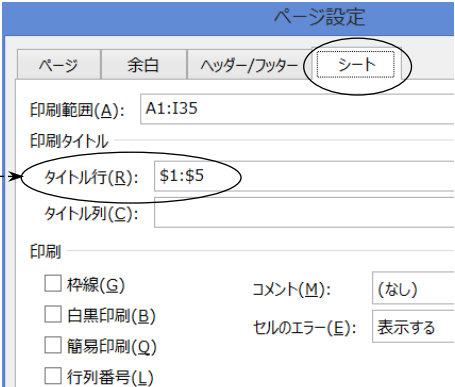 ページ設定
ページ 余白 ヘッダー/フッター シート
印刷範囲(A): A1:I35
印刷タイトル
タイトル行(R): $1:$5
タイトル列(C):
印刷
枠線(G) コメント(M): (なし)
白黒印刷(B)
セルのエラー(E): 表示する
簡易印刷(Q)
行列番号(L)